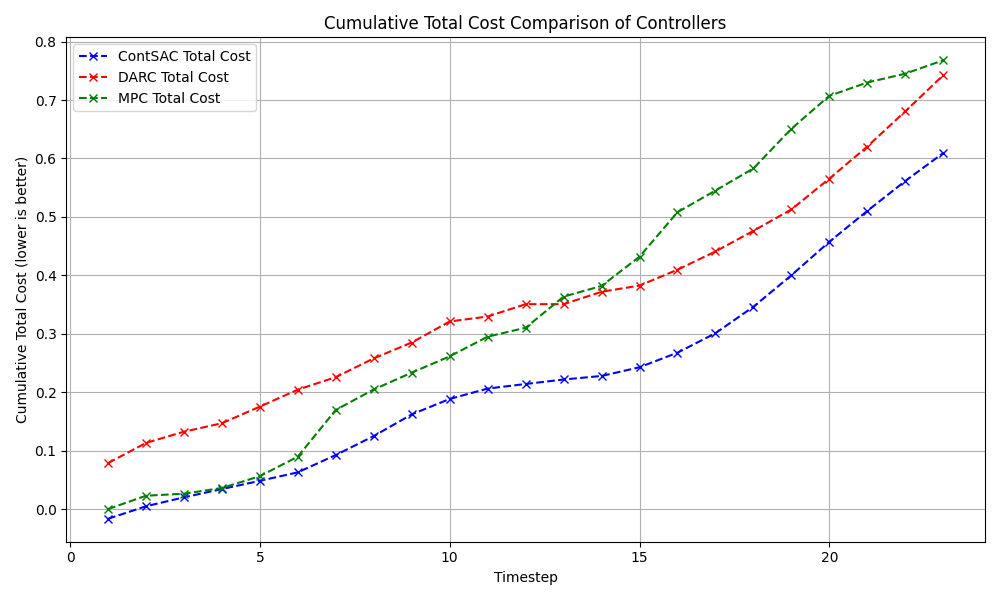 Cumulative Total Cost Comparison of Controllers
ContSAC Total Cost
DARC Total Cost
MPC Total Cost
Cumulative Total Cost (lower is better)
0.8
0.7
0.6
0.5
0.4
0.3
0.2
0.1
0.0
0 5 10 15 20
Timestep